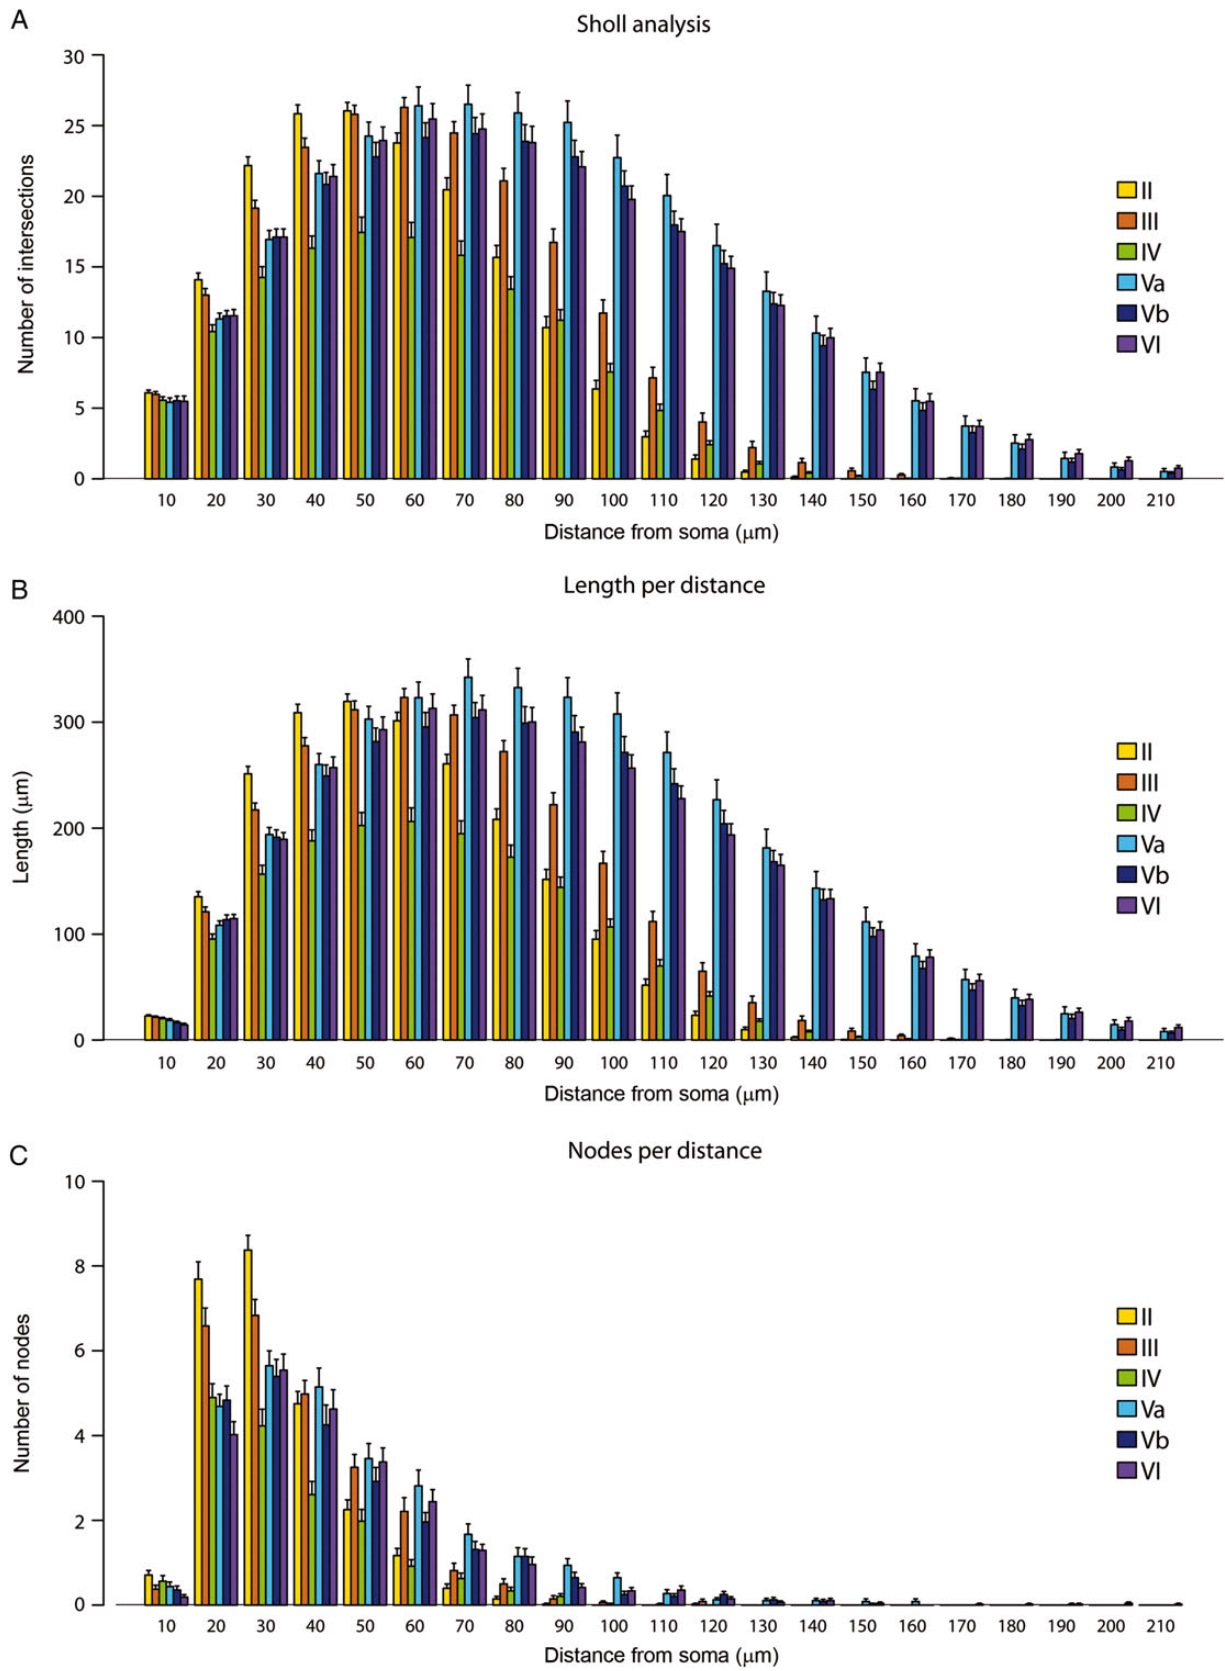 A
Sholl analysis
30
25
20
15
10
5
0
Number of intersections
II
III
IV
Va
Vb
VI
10 20 30 40 50 60 70 80 90 100 110 120 130 140 150 160 170 180 190 200 210
Distance from soma (μm)
B
Length per distance
400
300
200
100
0
Length (μm)
II
III
IV
Va
Vb
VI
10 20 30 40 50 60 70 80 90 100 110 120 130 140 150 160 170 180 190 200 210
Distance from soma (μm)
C
Nodes per distance
10
8
6
4
2
0
Number of nodes
II
III
IV
Va
Vb
VI
10 20 30 40 50 60 70 80 90 100 110 120 130 140 150 160 170 180 190 200 210
Distance from soma (μm)